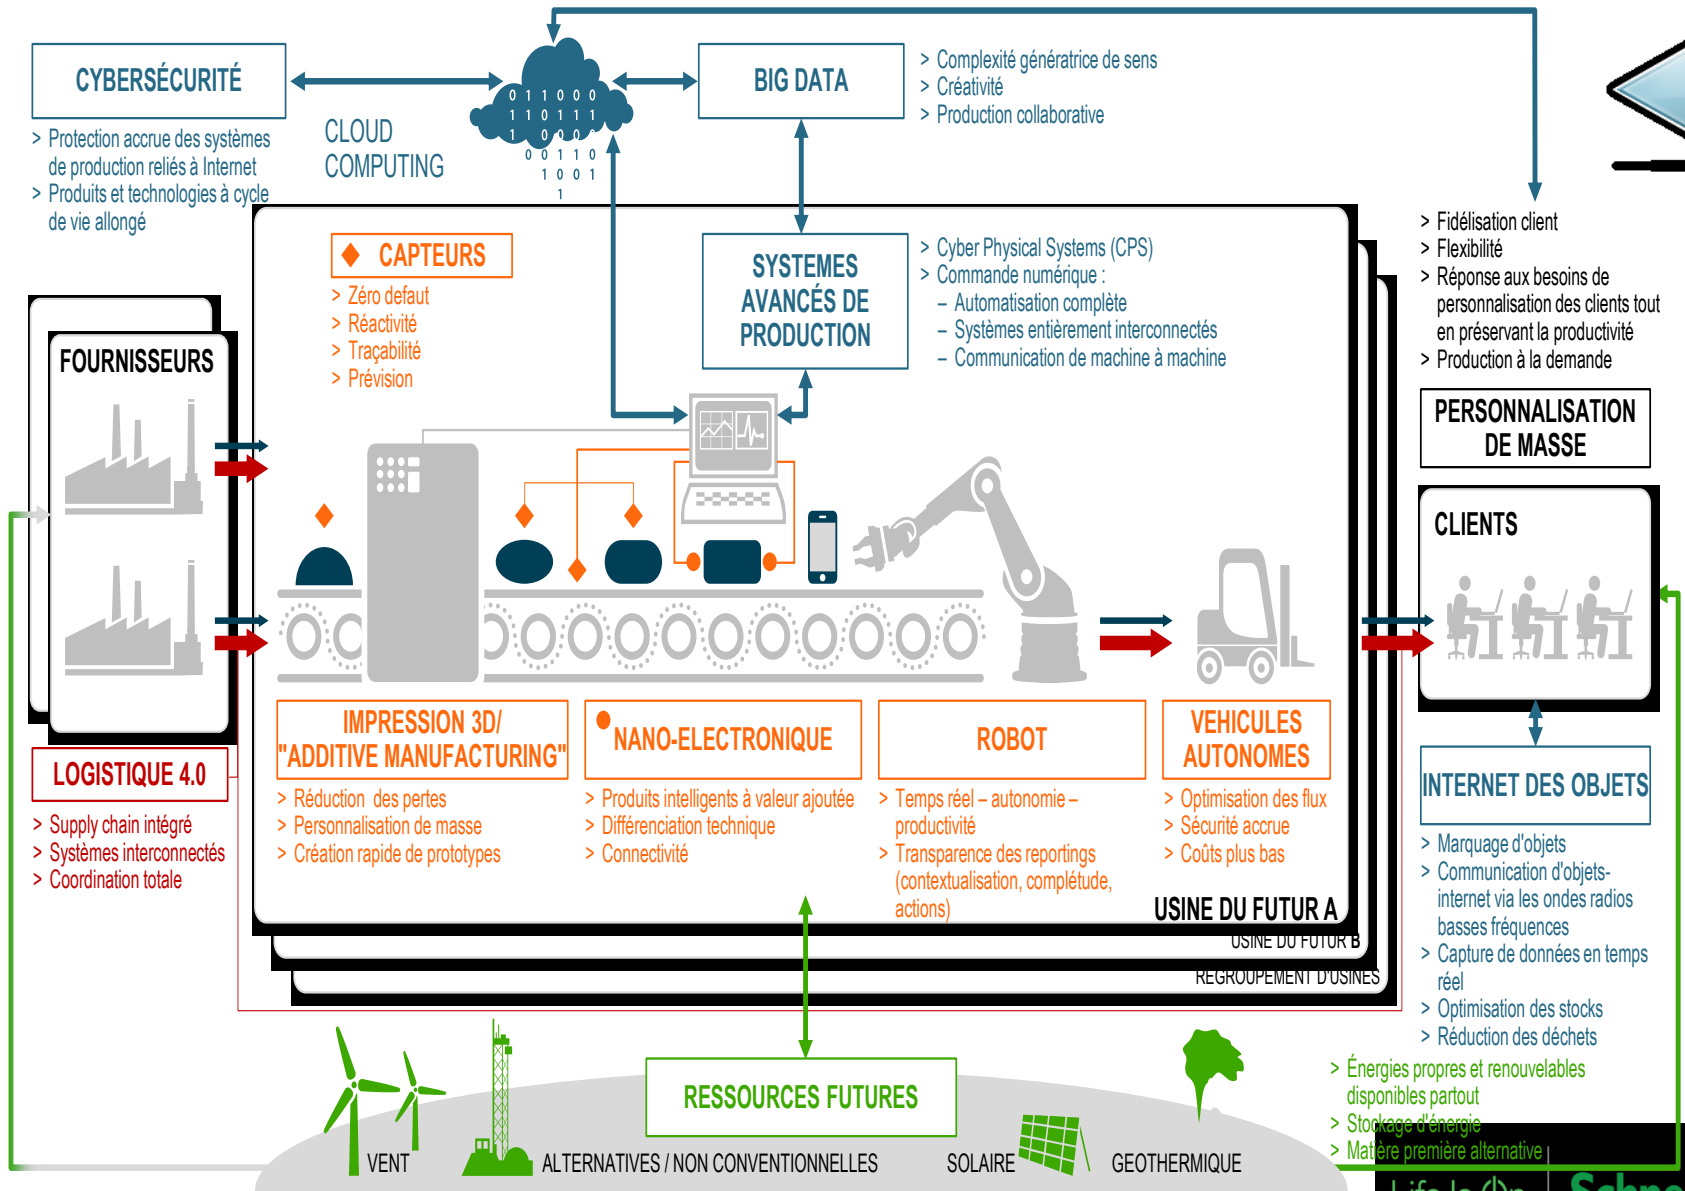 CYBERSÉCURITÉ
> Protection accrue des systèmes
de production reliés à Internet
> Produits et technologies à cycle
de vie allongé
CLOUD
COMPUTING
0 1 1 0 0 0
1 1 0 1 1 1
1 0 0 0
0 0 1 1 0
1 0 0 1
1
BIG DATA
> Complexité génératrice de sens
> Créativité
> Production collaborative
CAPTEURS
> Zéro defaut
> Réactivité
> Traçabilité
> Prévision
SYSTEMES
AVANCÉS DE
PRODUCTION
> Cyber Physical Systems (CPS)
> Commande numérique :
– Automatisation complète
– Systèmes entièrement interconnectés
– Communication de machine à machine
> Fidélisation client
> Flexibilité
> Réponse aux besoins de
personnalisation des clients tout
en préservant la productivité
> Production à la demande
PERSONNALISATION
DE MASSE
FOURNISSEURS
CLIENTS
LOGISTIQUE 4.0
> Supply chain intégré
> Systèmes interconnectés
> Coordination totale
IMPRESSION 3D/
"ADDITIVE MANUFACTURING"
> Réduction des pertes
> Personnalisation de masse
> Création rapide de prototypes
NANO-ELECTRONIQUE
> Produits intelligents à valeur ajoutée
> Différenciation technique
> Connectivité
ROBOT
> Temps réel – autonomie –
productivité
> Transparence des reportings
(contextualisation, complétude,
actions)
VEHICULES
AUTONOMES
> Optimisation des flux
> Sécurité accrue
> Coûts plus bas
USINE DU FUTUR A
USINE DU FUTUR B
REGROUPEMENT D'USINES
INTERNET DES OBJETS
> Marquage d'objets
> Communication d'objets-
internet via les ondes radios
basses fréquences
> Capture de données en temps
réel
> Optimisation des stocks
> Réduction des déchets
RESSOURCES FUTURES
VENT
ALTERNATIVES / NON CONVENTIONNELLES
SOLAIRE
GEOTHERMIQUE
> Énergies propres et renouvelables
disponibles partout
> Stockage d'énergie
> Matière première alternative
Life Is On
Schne